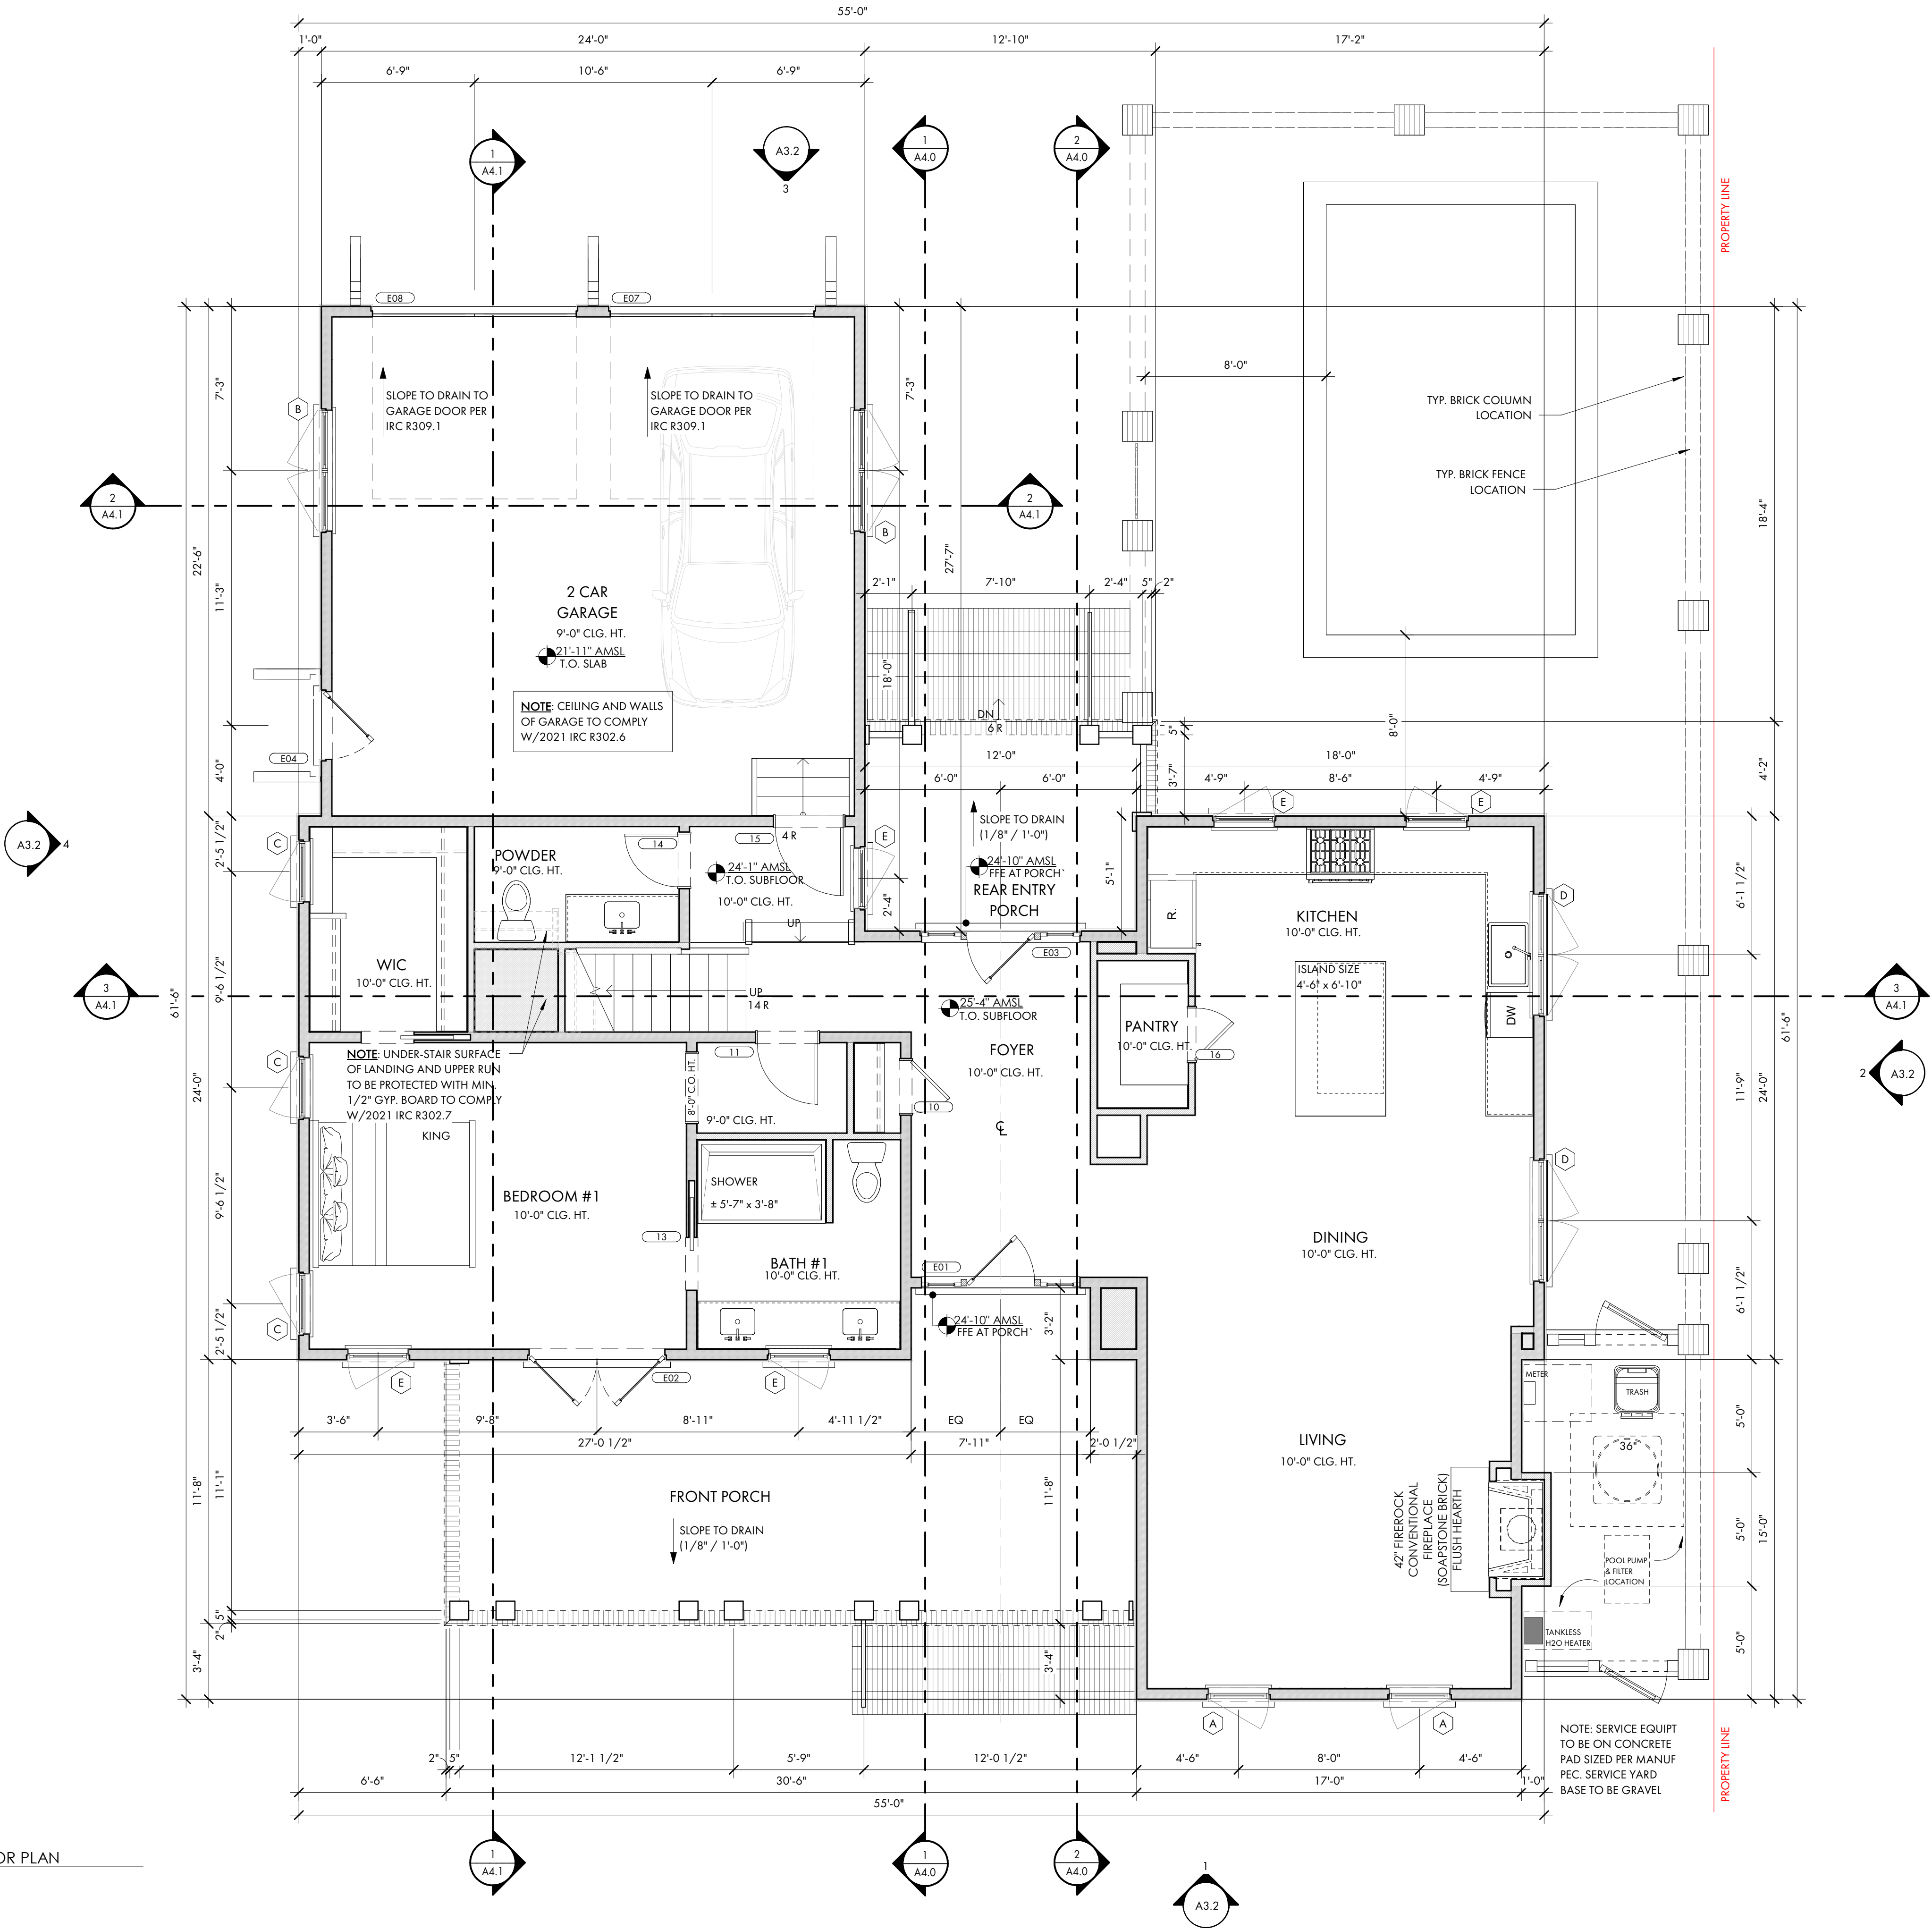 55'-0"
1'-0"
24'-0"
12'-10"
17'-2"
6'-9"
10'-6"
6'-9"
1
A4.1
A3.2
3
1
A4.0
2
A4.0
PROPERTY LINE
E08
E07
7'-3"
B
SLOPE TO DRAIN TO
GARAGE DOOR PER
IRC R309.1
SLOPE TO DRAIN TO
GARAGE DOOR PER
IRC R309.1
7'-3"
8'-0"
TYP. BRICK COLUMN
LOCATION
TYP. BRICK FENCE
LOCATION
2
A4.1
2
A4.1
B
18'-4"
22'-6"
11'-3"
27'-7"
2 CAR
GARAGE
9'-0" CLG. HT.
21'-11" AMSL
T.O. SLAB
2'-1"
7'-10"
2'-4"
5"
2"
18'-0"
NOTE: CEILING AND WALLS
OF GARAGE TO COMPLY
W/2021 IRC R302.6
DN
6 R
5"
8'-0"
E04
4'-0"
12'-0"
18'-0"
6'-0"
6'-0"
3'-7"
4'-9"
8'-6"
4'-9"
4'-2"
E
E
A3.2
4
C
2'-5 1/2"
POWDER
9'-0" CLG. HT.
14
15
4 R
E
24'-1" AMSL
T.O. SUBFLOOR
10'-0" CLG. HT.
2'-4"
UP
SLOPE TO DRAIN
(1/8" / 1'-0")
24'-10" AMSL
FFE AT PORCH`
REAR ENTRY
PORCH
5'-1"
R.
KITCHEN
10'-0" CLG. HT.
D
6'-1 1/2"
WIC
10'-0" CLG. HT.
9'-6 1/2"
E03
ISLAND SIZE
4'-6" x 6'-10"
DW
3
A4.1
61'-6"
UP
14 R
25'-4" AMSL
T.O. SUBFLOOR
3
A4.1
61'-6"
PANTRY
10'-0" CLG. HT.
16
FOYER
10'-0" CLG. HT.
C
NOTE: UNDER-STAIR SURFACE
OF LANDING AND UPPER RUN
TO BE PROTECTED WITH MIN.
1/2" GYP. BOARD TO COMPLY
W/2021 IRC R302.7
KING
11
8'-0" C.O. HT.
9'-0" CLG. HT.
10
24'-0"
11'-9"
24'-0"
2
A3.2
℄
9'-6 1/2"
BEDROOM #1
10'-0" CLG. HT.
SHOWER
± 5'-7" x 3'-8"
13
BATH #1
10'-0" CLG. HT.
E01
DINING
10'-0" CLG. HT.
D
C
2'-5 1/2"
24'-10" AMSL
FFE AT PORCH`
3'-2"
6'-1 1/2"
E
E02
E
METER
TRASH
3'-6"
9'-8"
8'-11"
4'-11 1/2"
EQ
EQ
27'-0 1/2"
7'-11"
2'-0 1/2"
LIVING
10'-0" CLG. HT.
36"
5'-0"
11'-8"
11'-1"
FRONT PORCH
SLOPE TO DRAIN
(1/8" / 1'-0")
11'-8"
42" FIREROCK
CONVENTIONAL
FIREPLACE
(SOAPSTONE BRICK)
FLUSH HEARTH
POOL PUMP
& FILTER
LOCATION
5'-0"
15'-0"
5"
2"
TANKLESS
H2O HEATER
5'-0"
3'-4"
3'-4"
A
A
NOTE: SERVICE EQUIPT
TO BE ON CONCRETE
PAD SIZED PER MANUF
PEC. SERVICE YARD
BASE TO BE GRAVEL
PROPERTY LINE
2"
5"
12'-1 1/2"
5'-9"
12'-0 1/2"
4'-6"
8'-0"
4'-6"
6'-6"
30'-6"
17'-0"
1'-0"
55'-0"
OR PLAN
1
A4.1
1
A4.0
2
A4.0
1
A3.2